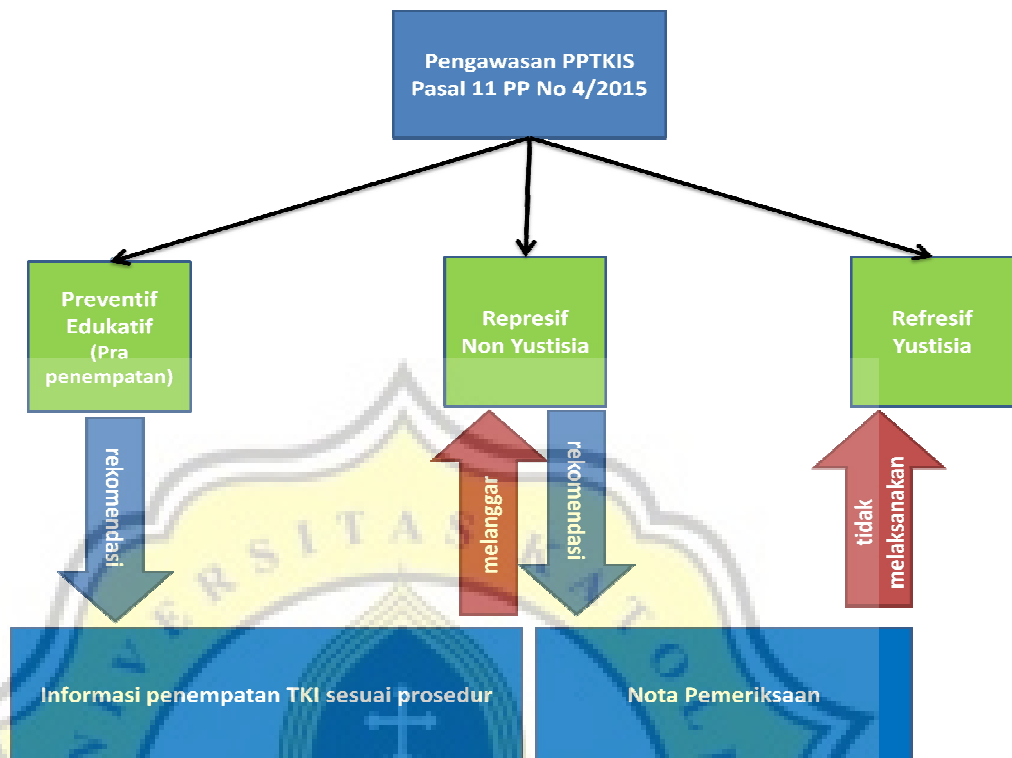 Pengawasan PPTKIS
Pasal 11 PP No 4/2015
Preventif
Edukatif
(Pra
penempatan)
Represif
Non Yustisia
Refresif
Yustisia
rekomendasi
melanggar
rekomendasi
tidak
melaksanakan
Informasi penempatan TKI sesuai prosedur
Nota Pemeriksaan